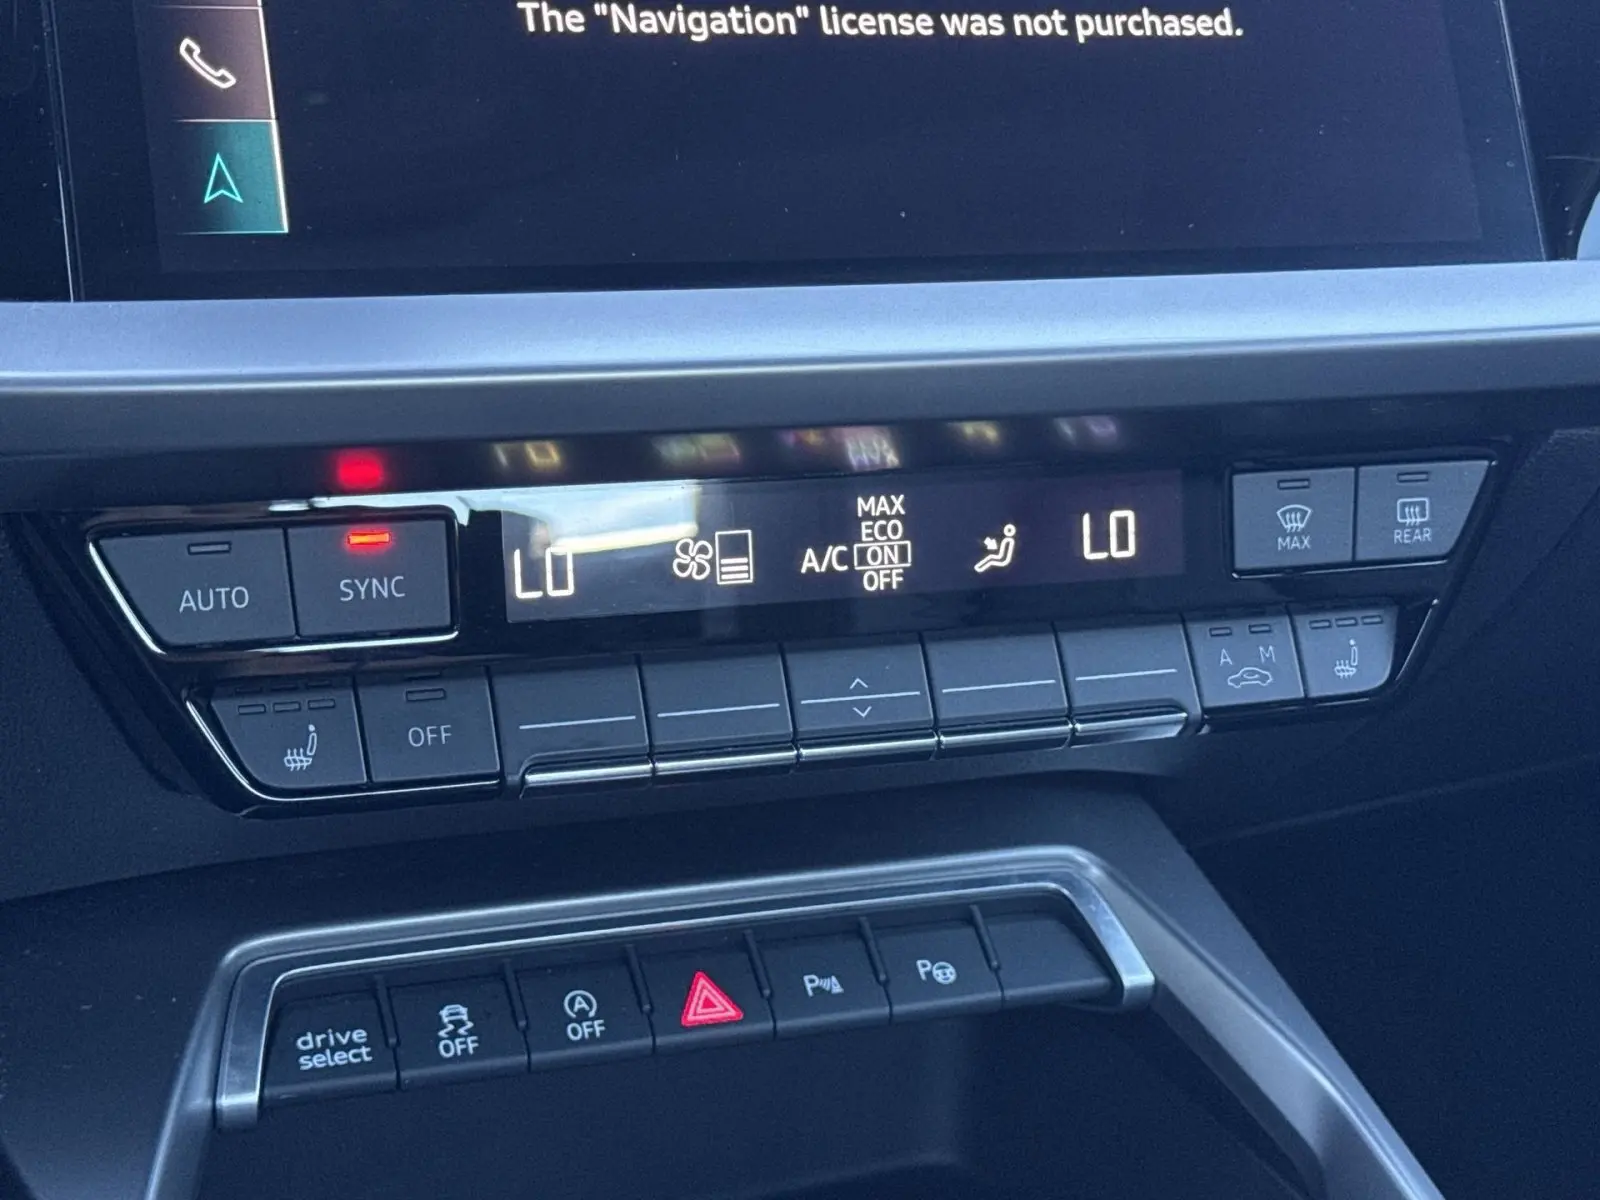 The "Navigation" license was not purchased.
AUTO
SYNC
LO
A/C
MAX
ECO
ON
OFF
LO
MAX
REAR
OFF
A M
drive
select
OFF
A
OFF
P
P